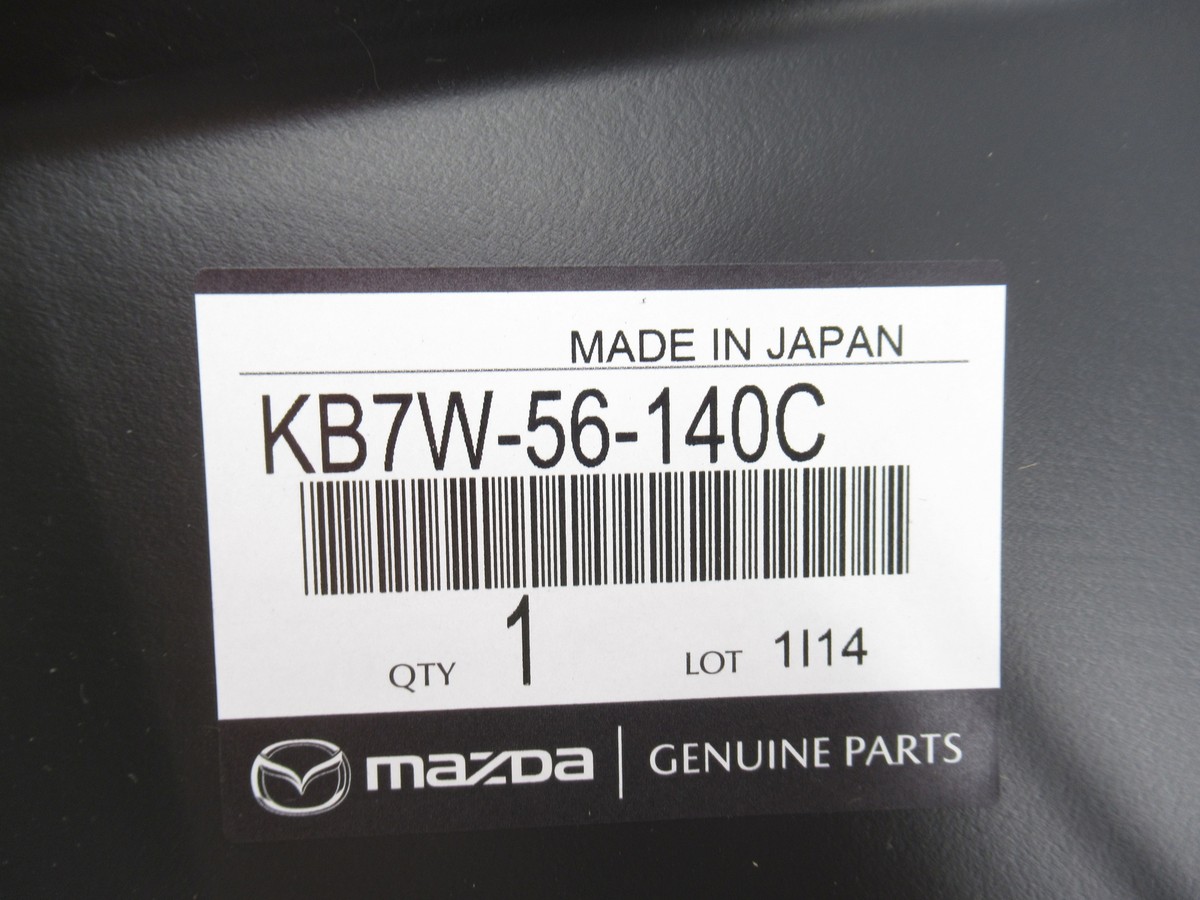 MADE IN JAPAN
KB7W-56-140C
QTY 1 LOT 1I14
mazda | GENUINE PARTS